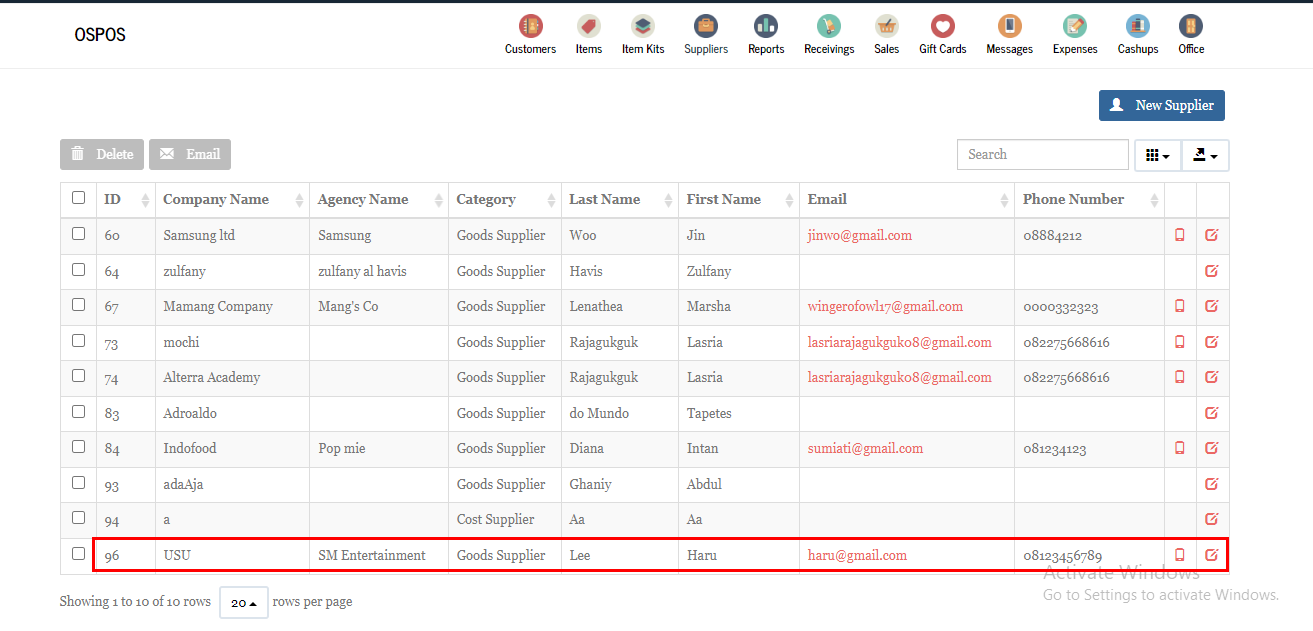 OSPOS
Customers Items Item Kits Suppliers Reports Receivings Sales Gift Cards Messages Expenses Cashups Office
New Supplier
Delete Email Search
ID Company Name Agency Name Category Last Name First Name Email Phone Number
60 Samsung ltd Samsung Goods Supplier Woo Jin jinwo@gmail.com 08884212
64 zulfany zulfany al havis Goods Supplier Havis Zulfany
67 Mamang Company Mang's Co Goods Supplier Lenathea Marsha wingerofowl17@gmail.com 0000332323
73 mochi Goods Supplier Rajagukguk Lasria lasriarajagukguk08@gmail.com 082275668616
74 Alterra Academy Goods Supplier Rajagukguk Lasria lasriarajagukguk08@gmail.com 082275668616
83 Adroaldo Goods Supplier do Mundo Tapetes
84 Indofood Pop mie Goods Supplier Diana Intan sumiati@gmail.com 081234123
93 adaAja Goods Supplier Ghaniy Abdul
94 a Cost Supplier Aa Aa
96 USU SM Entertainment Goods Supplier Lee Haru haru@gmail.com 08123456789
Activate Windows
Go to Settings to activate Windows.
Showing 1 to 10 of 10 rows 20 rows per page